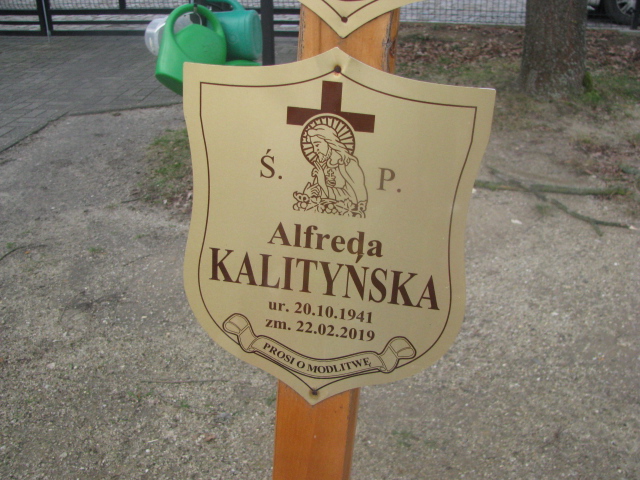 Ś. P.
Alfreda
KALITYŃSKA
ur. 20.10.1941
zm. 22.02.2019
PROSI O MODLITWĘ